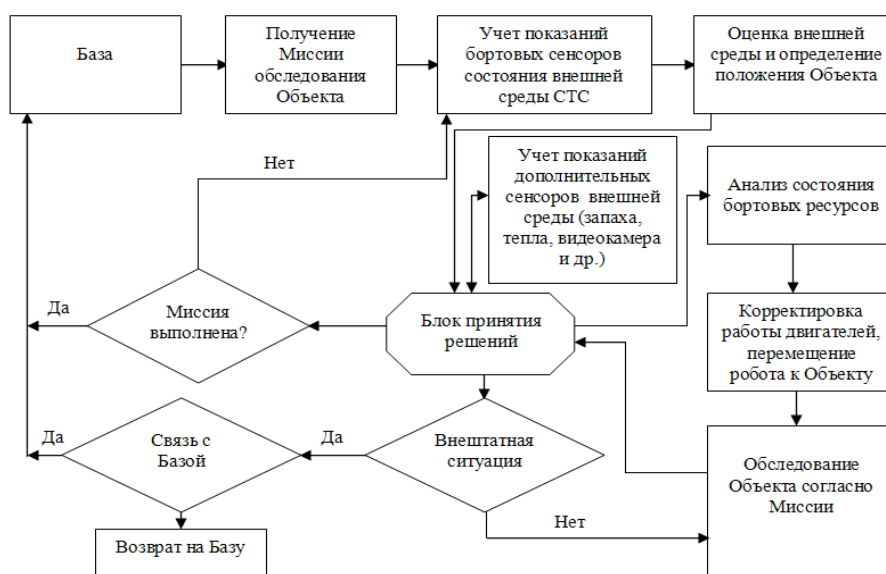 База
Получение
Миссии
обследования
Объекта
Учет показаний
бортовых сенсоров
состояния внешней
среды СТС
Оценка внешней
среды и определение
положения Объекта
Нет
Учет показаний
дополнительных
сенсоров внешней
среды (запаха,
тепла, видеокамера
и др.)
Анализ состояния
бортовых ресурсов
Да
Миссия
выполнена?
Блок принятия
решений
Корректировка
работы двигателей,
перемещение
робота к Объекту
Да
Связь с
Базой
Да
Внештатная
ситуация
Обследование
Объекта согласно
Миссии
Нет
Возврат на Базу